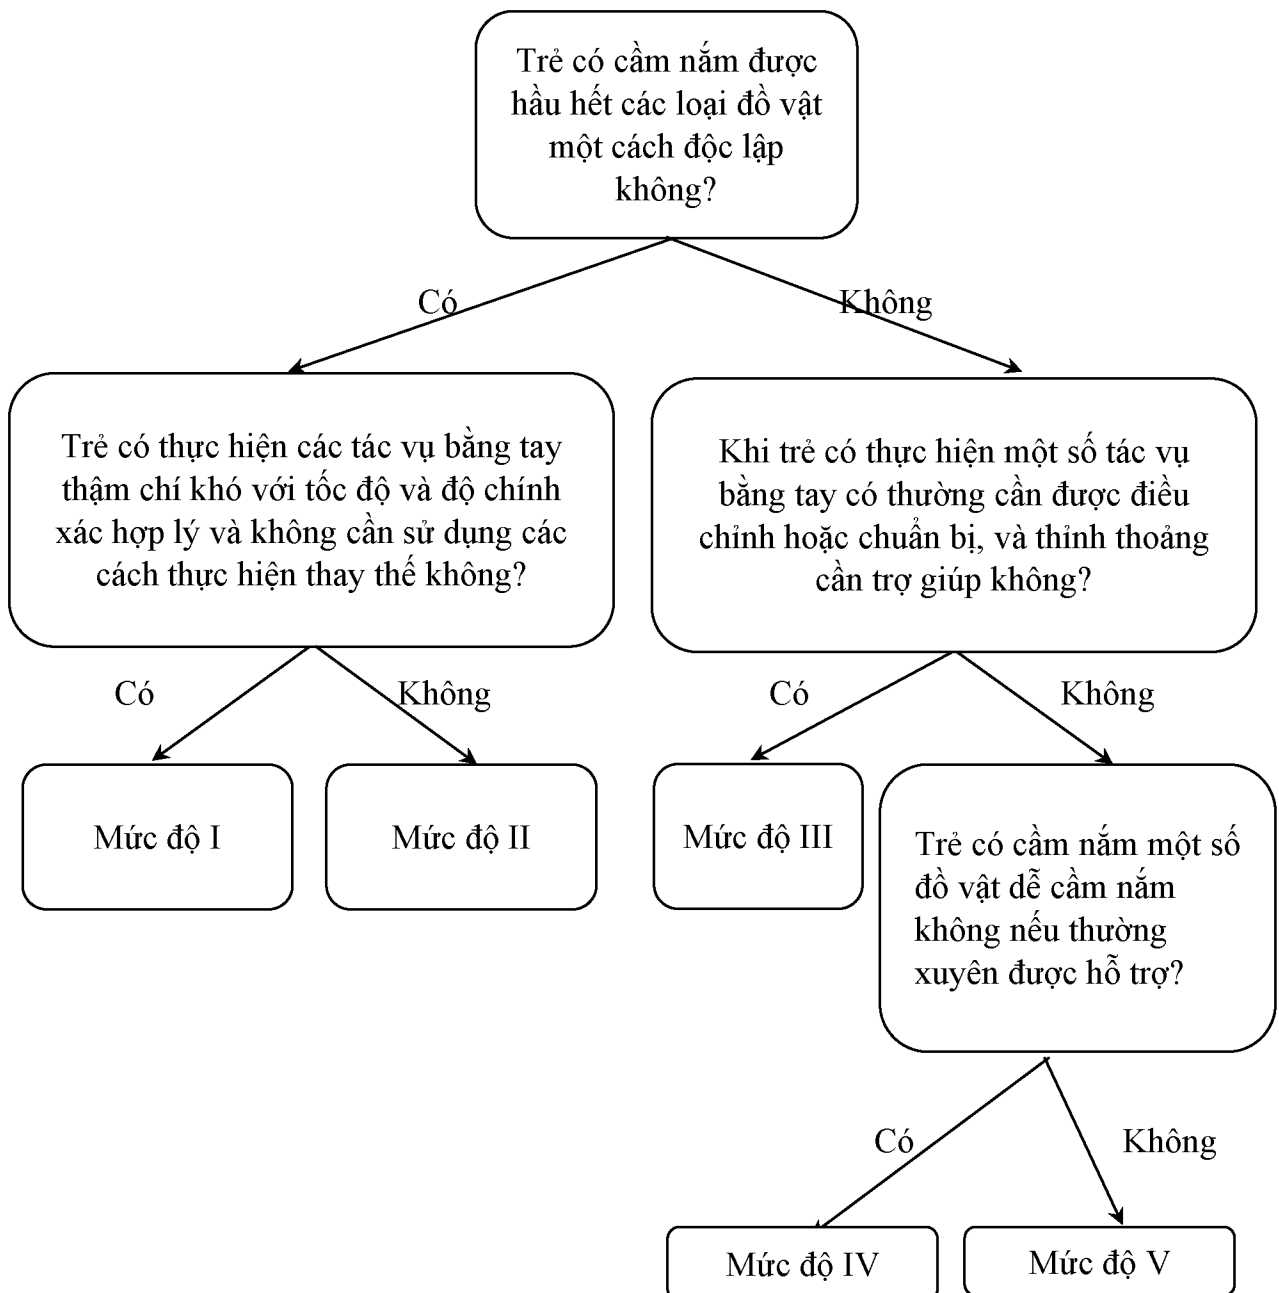 Trẻ có cầm nắm được
hầu hết các loại đồ vật
một cách độc lập
không?
Có
Không
Trẻ có thực hiện các tác vụ bằng tay
thậm chí khó với tốc độ và độ chính
xác hợp lý và không cần sử dụng các
cách thực hiện thay thế không?
Khi trẻ có thực hiện một số tác vụ
bằng tay có thường cần được điều
chỉnh hoặc chuẩn bị, và thỉnh thoảng
cần trợ giúp không?
Có
Không
Có
Không
Mức độ I
Mức độ II
Mức độ III
Trẻ có cầm nắm một số
đồ vật dễ cầm nắm
không nếu thường
xuyên được hỗ trợ?
Có
Không
Mức độ IV
Mức độ V